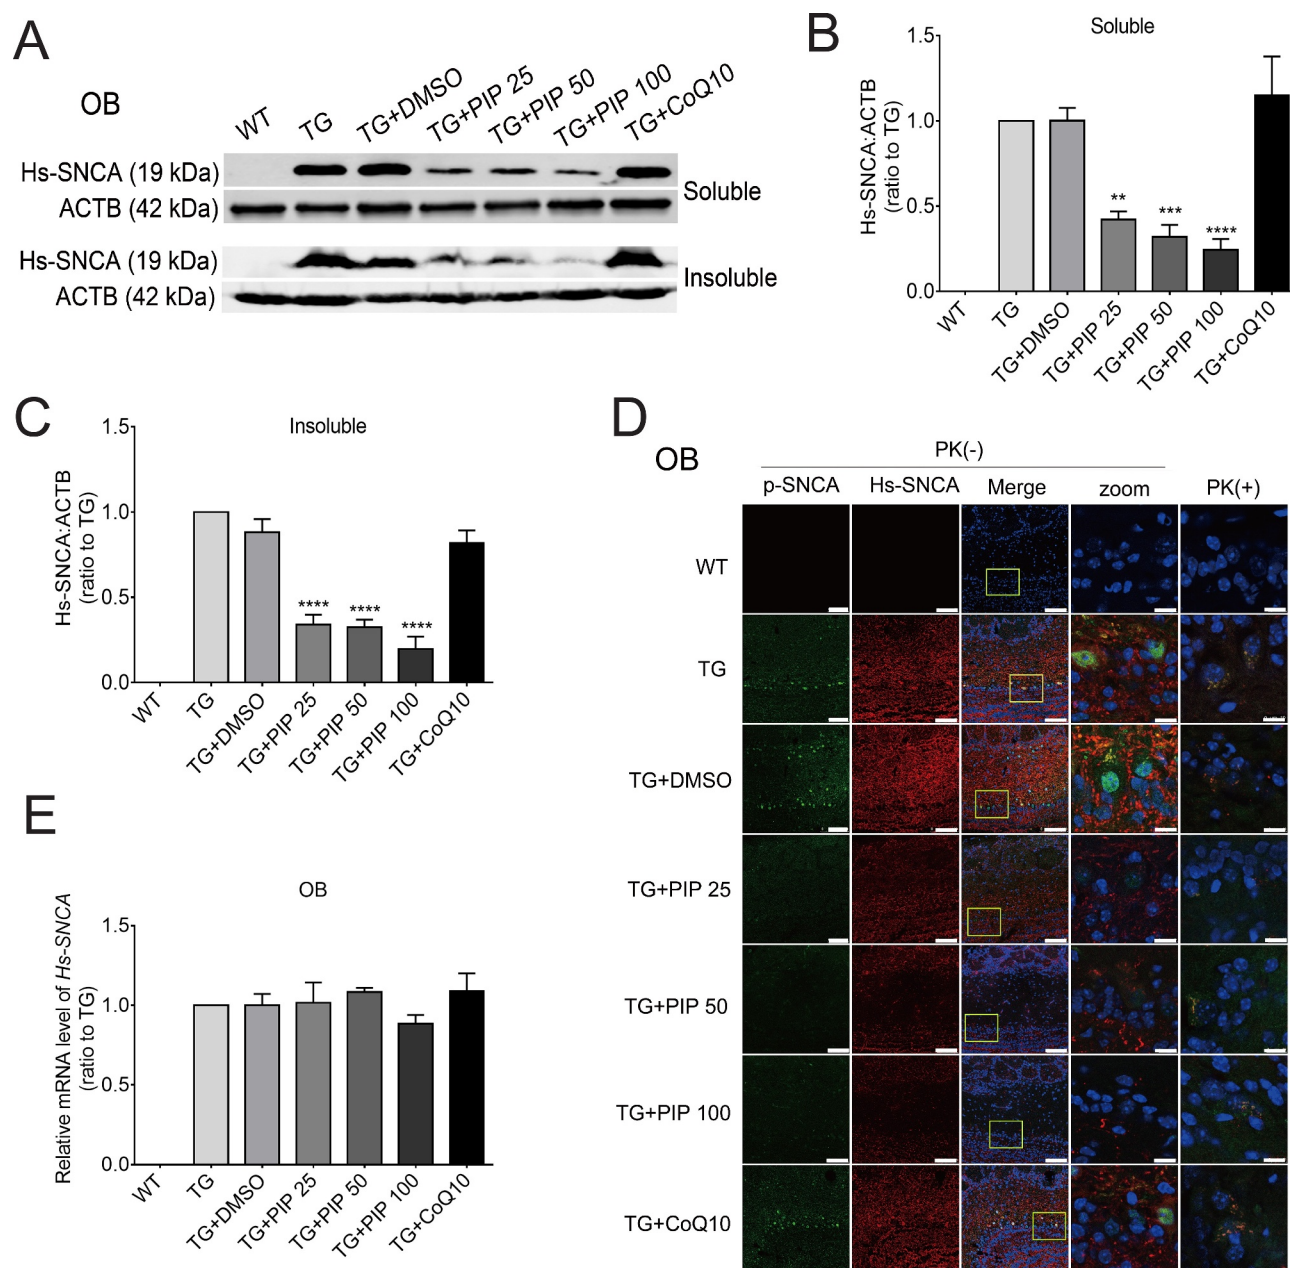 A
OB
WT
TG
TG+DMSO
TG+PIP 25
TG+PIP 50
TG+PIP 100
TG+CoQ10
Hs-SNCA (19 kDa)
ACTB (42 kDa)
Soluble
Hs-SNCA (19 kDa)
ACTB (42 kDa)
Insoluble
B
Soluble
Hs-SNCA:ACTB
(ratio to TG)
1.5
1.0
0.5
0.0
**
***
****
WT
TG
TG+DMSO
TG+PIP 25
TG+PIP 50
TG+PIP 100
TG+CoQ10
C
Insoluble
Hs-SNCA:ACTB
(ratio to TG)
1.5
1.0
0.5
0.0
****
****
****
WT
TG
TG+DMSO
TG+PIP 25
TG+PIP 50
TG+PIP 100
TG+CoQ10
D
OB
PK(-)
p-SNCA
Hs-SNCA
Merge
zoom
PK(+)
WT
TG
TG+DMSO
TG+PIP 25
TG+PIP 50
TG+PIP 100
TG+CoQ10
E
OB
Relative mRNA level of Hs-SNCA
(ratio to TG)
1.5
1.0
0.5
0.0
WT
TG
TG+DMSO
TG+PIP 25
TG+PIP 50
TG+PIP 100
TG+CoQ10